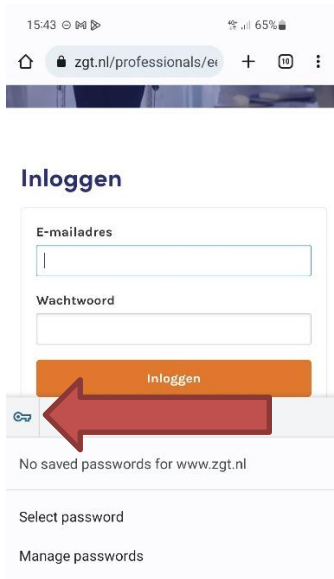 15:43
65%
zgt.nl/professionals/ee
10
Inloggen
E-mailadres
Wachtwoord
Inloggen
No saved passwords for www.zgt.nl
Select password
Manage passwords